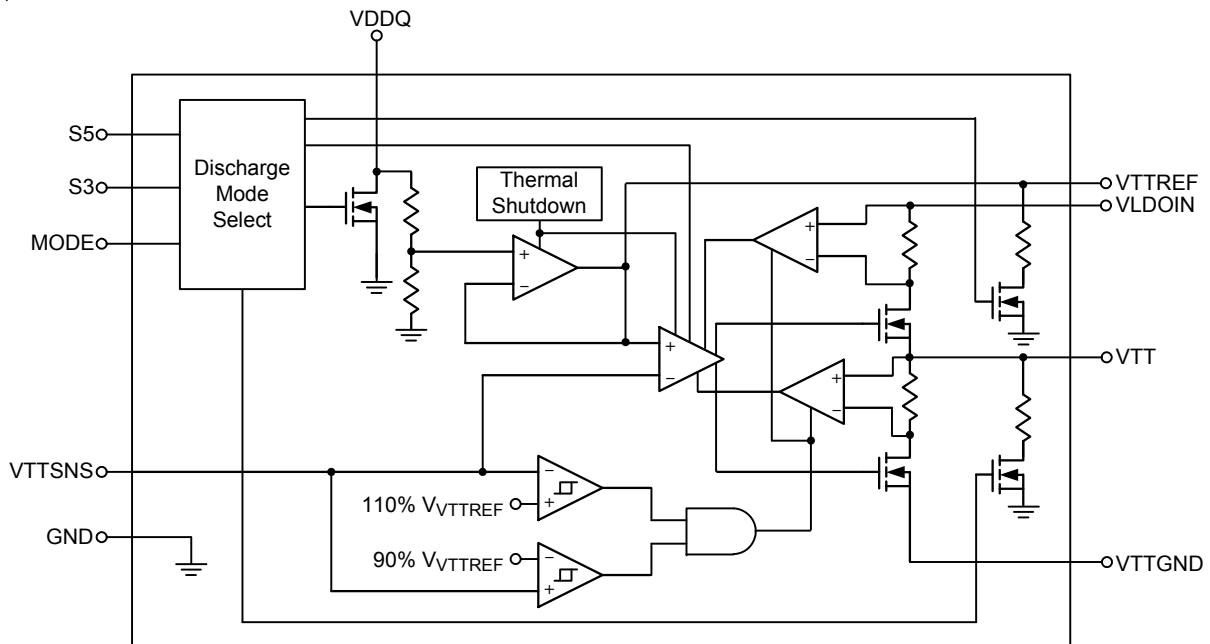 VDDQ
S5
S3
MODE
Discharge
Mode
Select
Thermal
Shutdown
+
−
+
−
+
−
+
−
VTTREF
VLDOIN
VTT
VTTSNS
GND
110% VVTTREF
−
+
90% VVTTREF
−
+
VTTGND